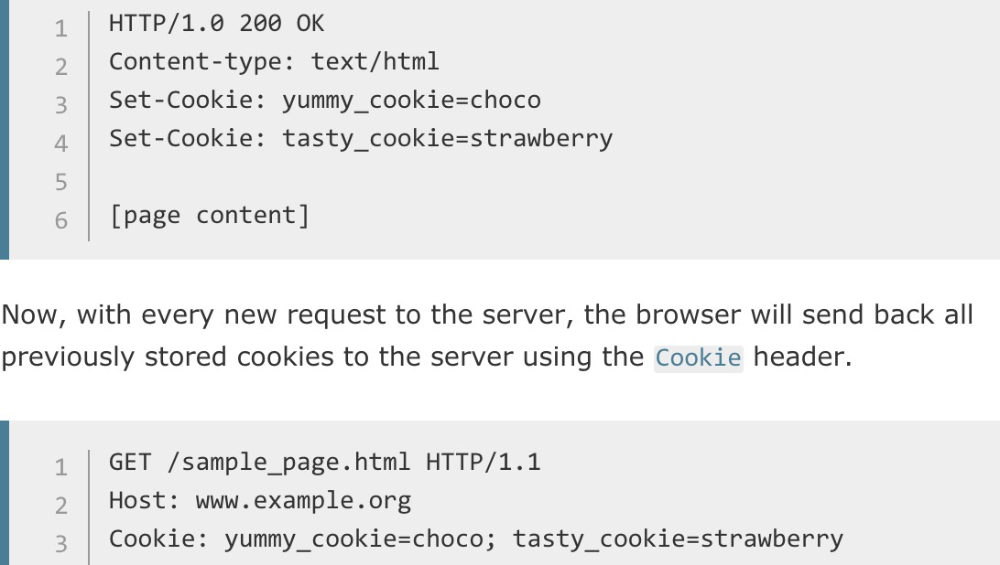 1 HTTP/1.0 200 OK
2 Content-type: text/html
3 Set-Cookie: yummy_cookie=choco
4 Set-Cookie: tasty_cookie=strawberry
5
6 [page content]
Now, with every new request to the server, the browser will send back all
previously stored cookies to the server using the Cookie header.
1 GET /sample_page.html HTTP/1.1
2 Host: www.example.org
3 Cookie: yummy_cookie=choco; tasty_cookie=strawberry